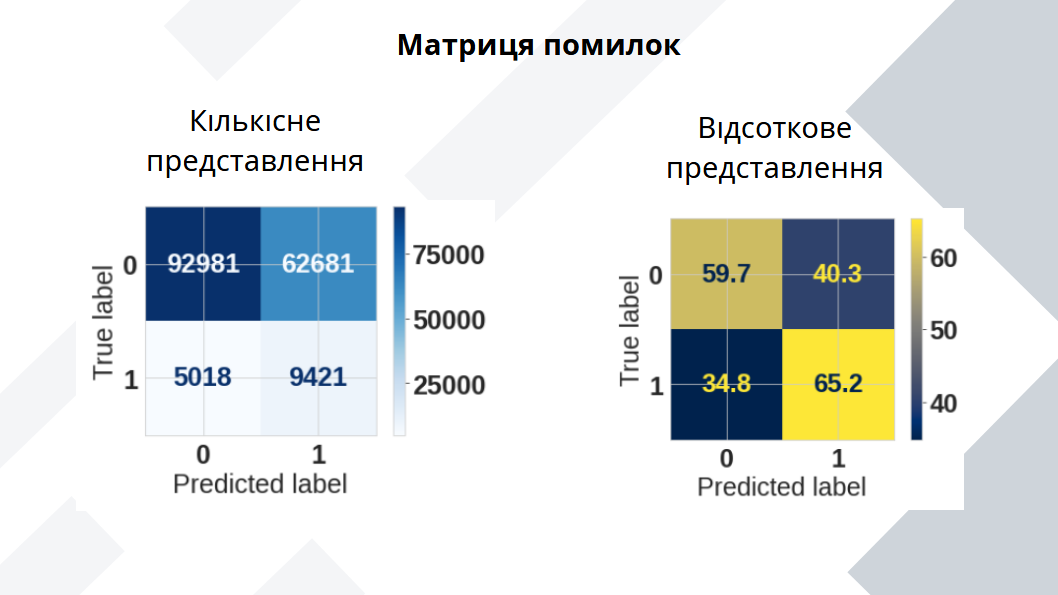 Матриця помилок
Кількісне
представлення
92981 62681
5018 9421
0
1
True label
0 1
Predicted label
75000
50000
25000
Відсоткове
представлення
59.7 40.3
34.8 65.2
0
1
True label
0 1
Predicted label
60
50
40